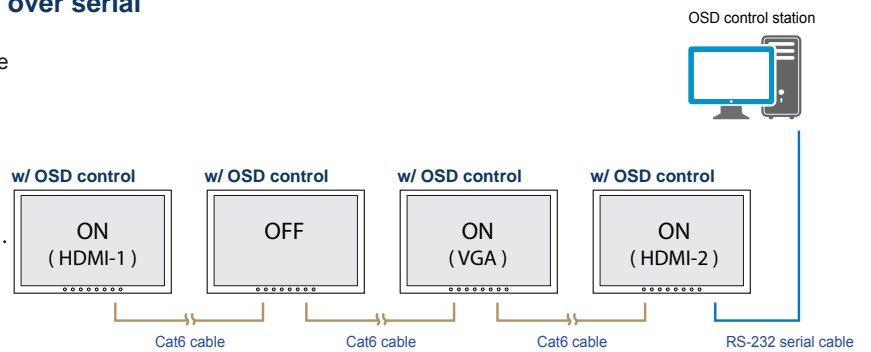 over serial
OSD control station
e
w/ OSD control
w/ OSD control
w/ OSD control
w/ OSD control
ON
( HDMI-1 )
OFF
ON
( VGA )
ON
( HDMI-2 )
.
Cat6 cable
Cat6 cable
Cat6 cable
RS-232 serial cable